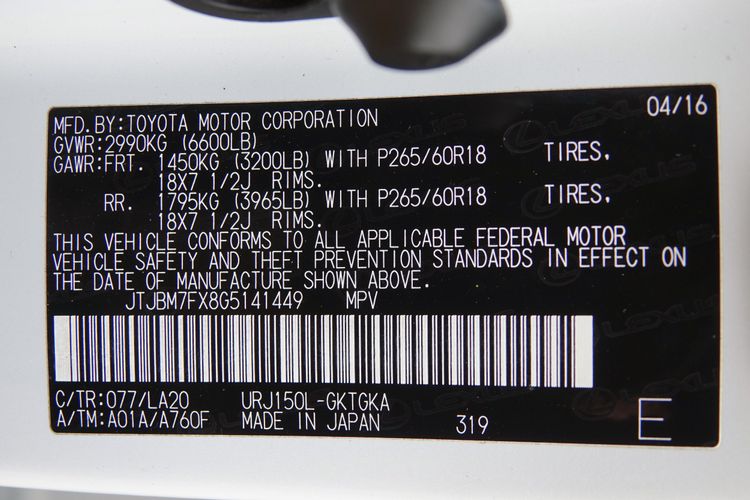 04/16
MFD.BY:TOYOTA MOTOR CORPORATION
GVWR:2990KG (6600LB)
GAWR:FRT. 1450KG (3200LB) WITH P265/60R18 TIRES,
18X7 1/2J RIMS.
RR. 1795KG (3965LB) WITH P265/60R18 TIRES,
18X7 1/2J RIMS.
THIS VEHICLE CONFORMS TO ALL APPLICABLE FEDERAL MOTOR
VEHICLE SAFETY AND THEFT PREVENTION STANDARDS IN EFFECT ON
THE DATE OF MANUFACTURE SHOWN ABOVE.
JTJBM7FX8G5141449 MPV
C/TR:077/LA20 URJ150L-GKTGKA
A/TM:A01A/A760F MADE IN JAPAN 319 E